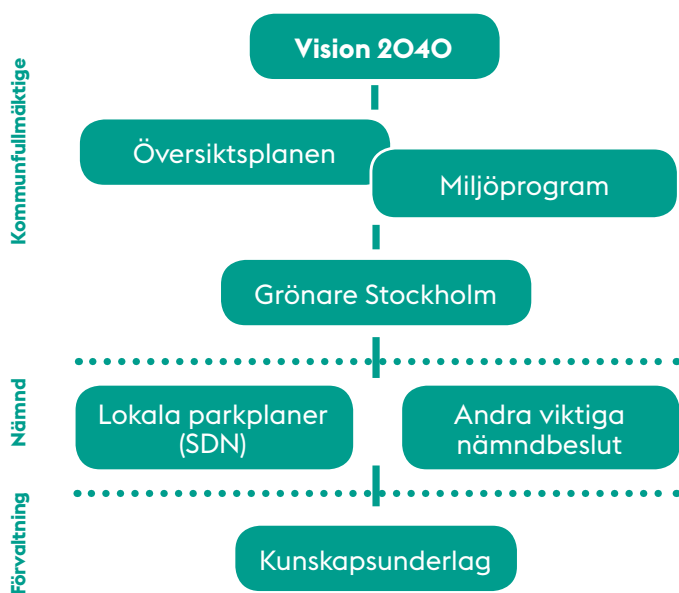 Kommunfullmäktige
Vision 2040
Översiktsplanen
Miljöprogram
Grönare Stockholm
Nämnd
Lokala parkplaner
(SDN)
Andra viktiga
nämndbeslut
Förvaltning
Kunskapsunderlag